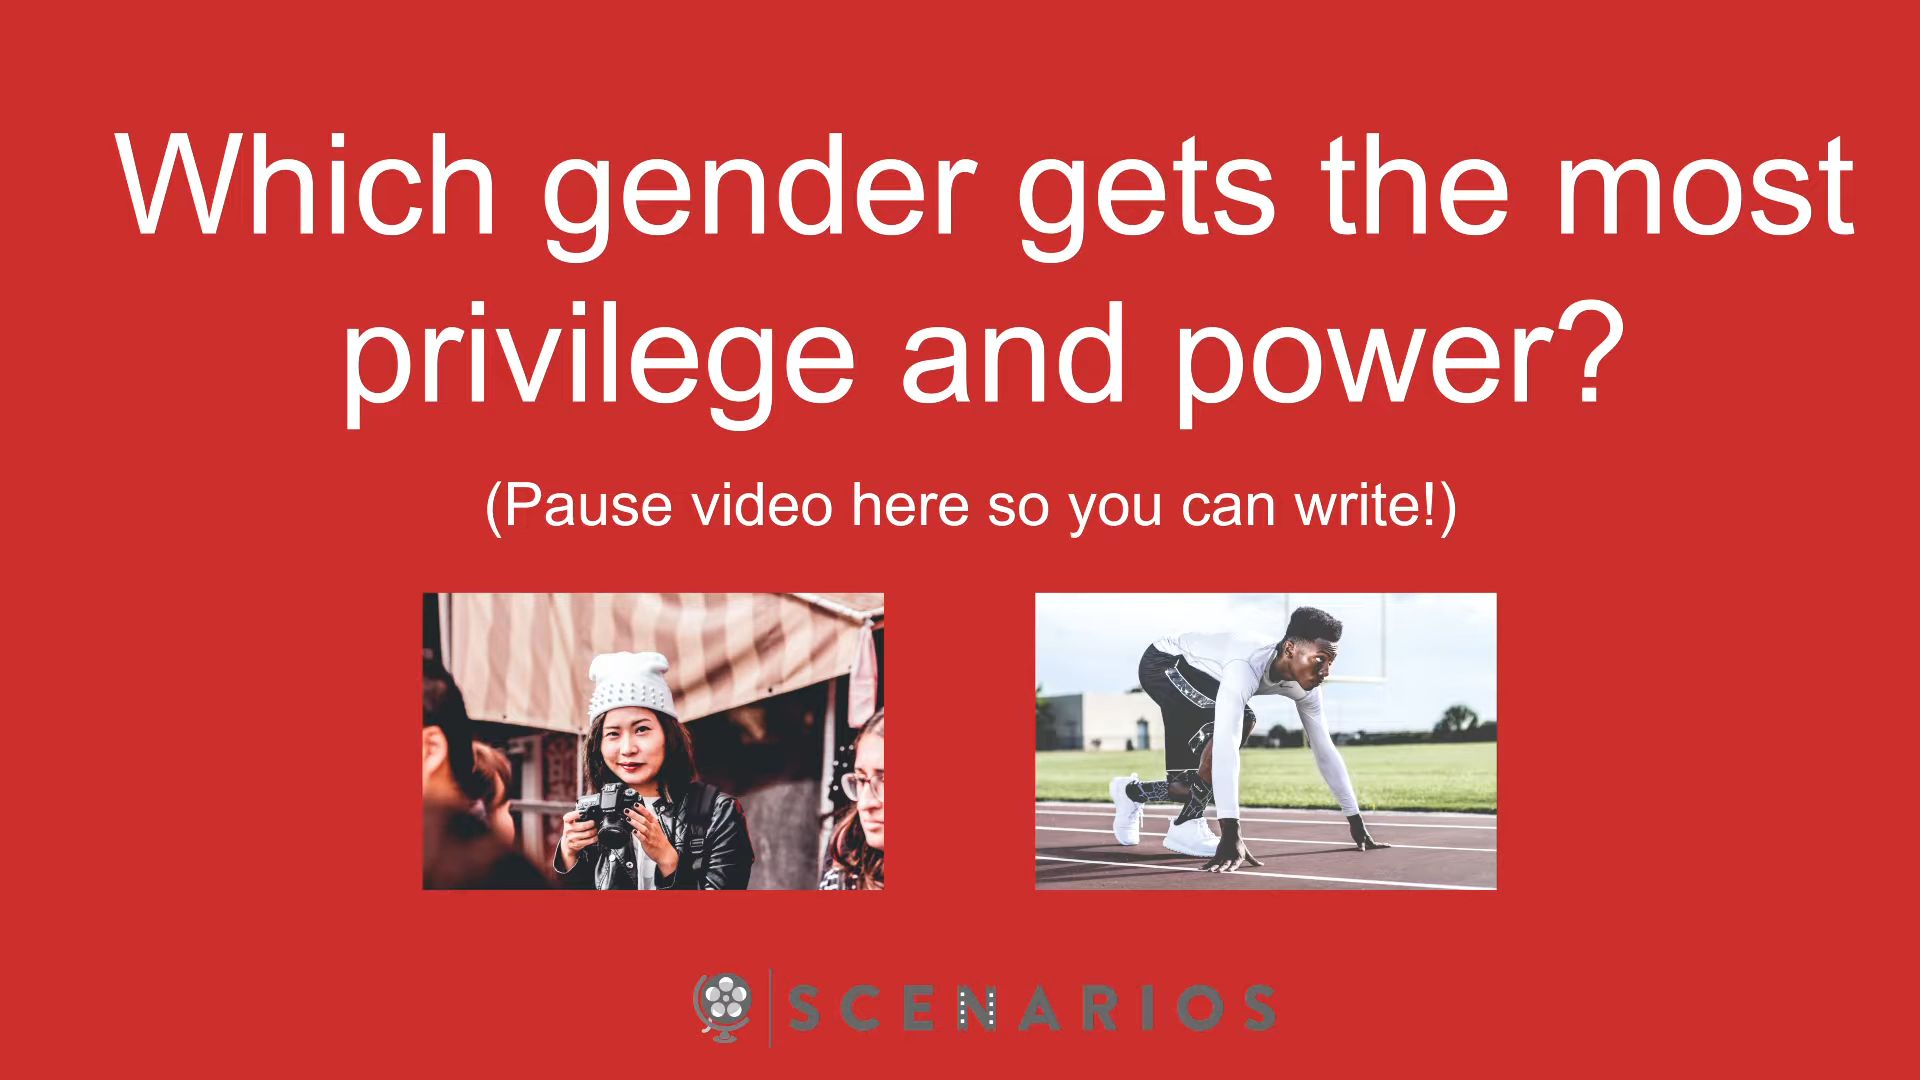 Which gender gets the most
privilege and power?
(Pause video here so you can write!)
SCENARIOS